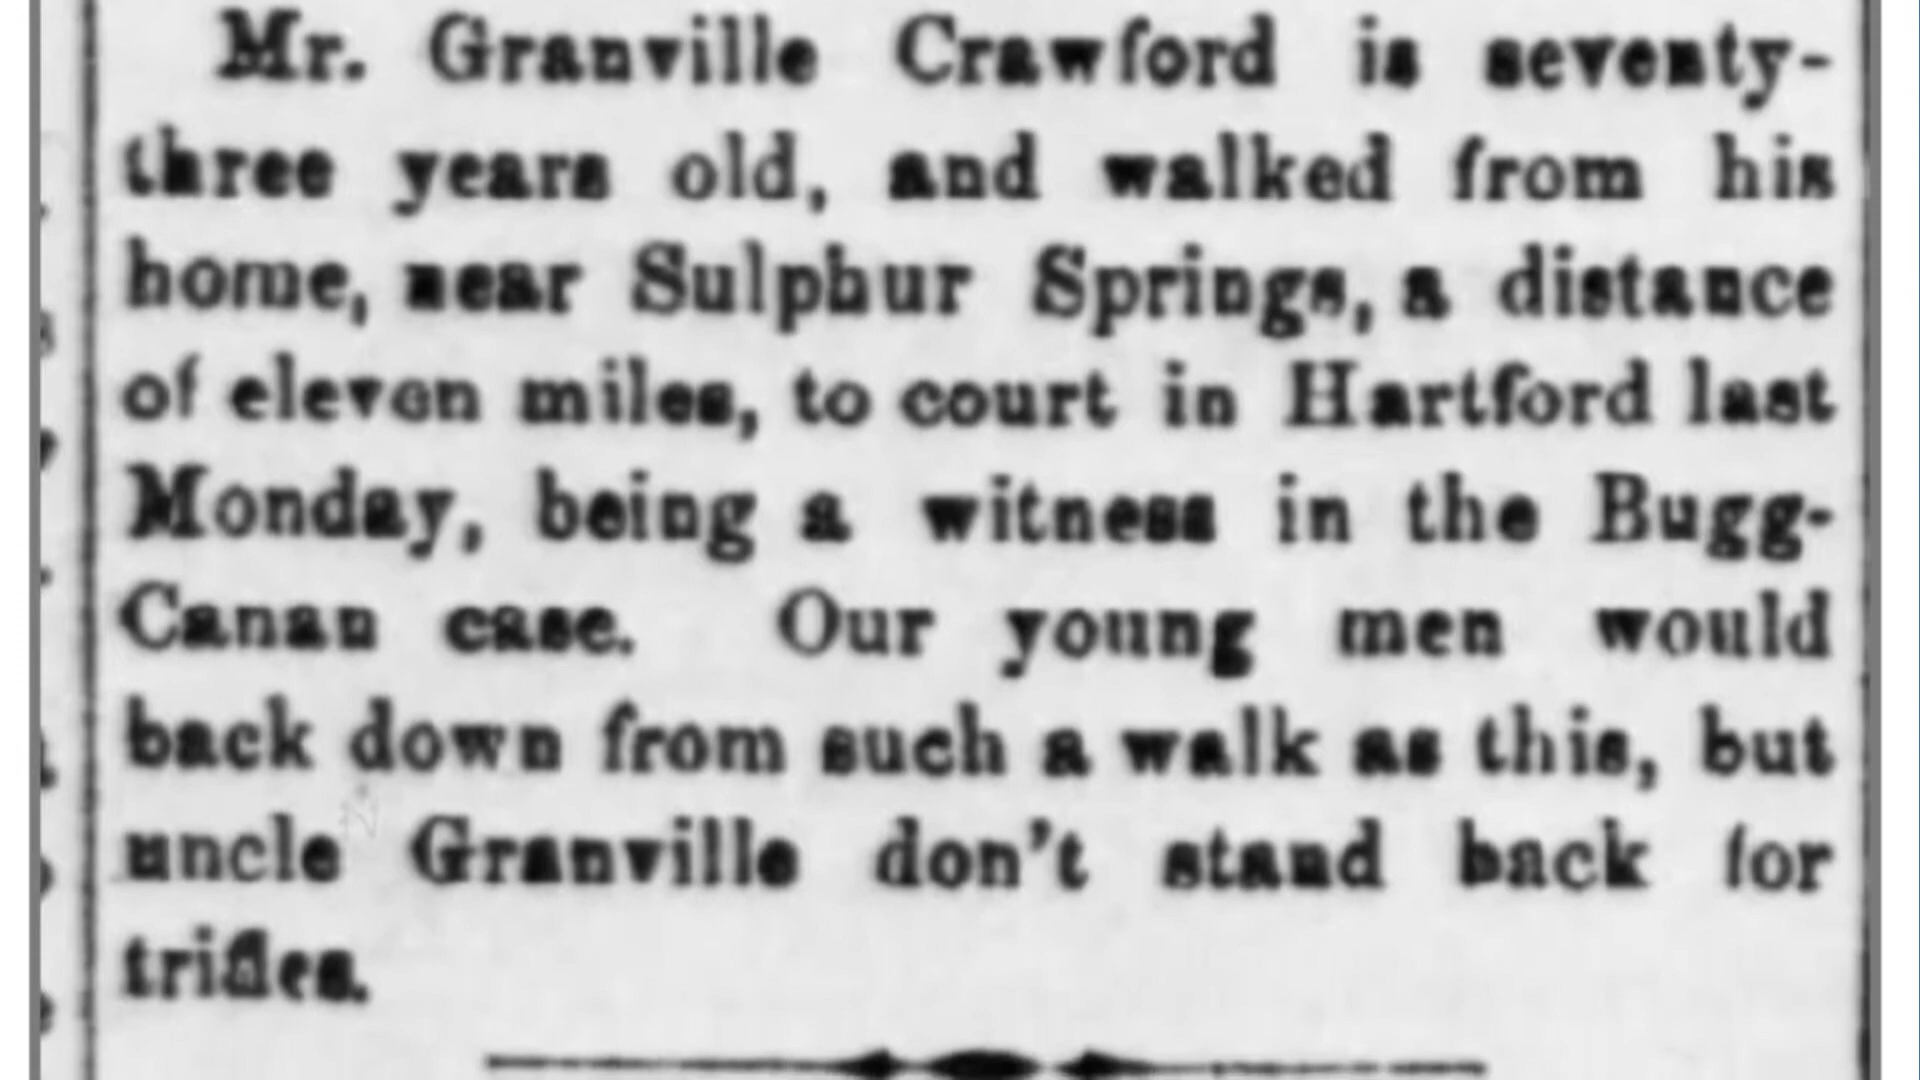 Mr. Granville Crawford is seventy-
three years old, and walked from his
home, near Sulphur Springs, a distance
of eleven miles, to court in Hartford last
Monday, being a witness in the Bugg-
Canan case. Our young men would
back down from such a walk as this, but
uncle Granville don't stand back for
trifles.